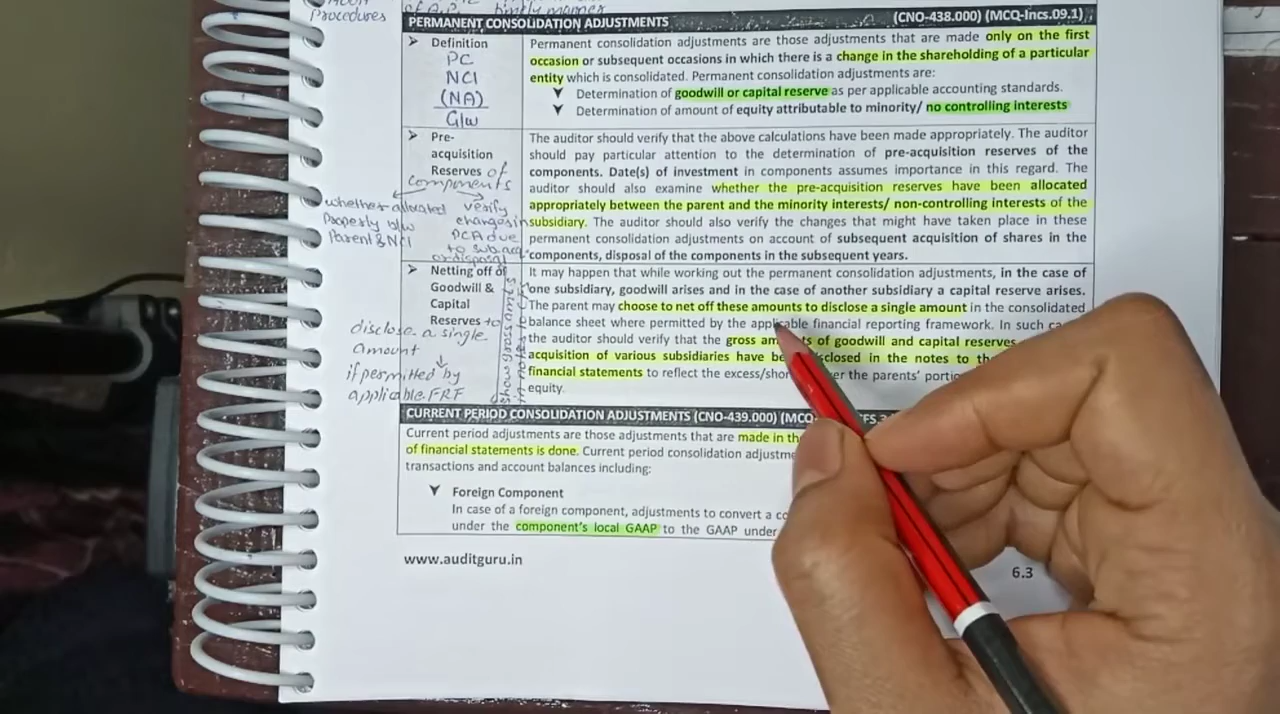 Procedures
PERMANENT CONSOLIDATION ADJUSTMENTS (CNO-438.000) (MCQ-Incs.09.1)
➢ Definition
PC
NCI
(NA)
G/w
Permanent consolidation adjustments are those adjustments that are made only on the first
occasion or subsequent occasions in which there is a change in the shareholding of a particular
entity which is consolidated. Permanent consolidation adjustments are:
Determination of goodwill or capital reserve as per applicable accounting standards.
Determination of amount of equity attributable to minority/ no controlling interests
➢ Pre-
acquisition
Reserves of
components
whether allocated
Properly b/w
Parent & NCI
verify
changes in
PCA due
to sub.acq.
or disposal
The auditor should verify that the above calculations have been made appropriately. The auditor
should pay particular attention to the determination of pre-acquisition reserves of the
components. Date(s) of investment in components assumes importance in this regard. The
auditor should also examine whether the pre-acquisition reserves have been allocated
appropriately between the parent and the minority interests/ non-controlling interests of the
subsidiary. The auditor should also verify the changes that might have taken place in these
permanent consolidation adjustments on account of subsequent acquisition of shares in the
components, disposal of the components in the subsequent years.
➢ Netting off of
Goodwill &
Capital
Reserves to
disclose a single
amount
if permitted by
applicable FRF
show gross amts
It may happen that while working out the permanent consolidation adjustments, in the case of
one subsidiary, goodwill arises and in the case of another subsidiary a capital reserve arises.
The parent may choose to net off these amounts to disclose a single amount in the consolidated
balance sheet where permitted by the applicable financial reporting framework. In such
the auditor should verify that the gross of goodwill and capital reserves
acquisition of various subsidiaries have in the notes to
financial statements to reflect the the parents'
equity.
CURRENT PERIOD CONSOLIDATION ADJUSTMENTS (CNO-439.000)
Current period adjustments are those adjustments that are made in
of financial statements is done. Current period consolidation
transactions and account balances including:
Foreign Component
In case of a foreign component, adjustments to convert a
under the component's local GAAP to the GAAP under
www.auditguru.in
6.3